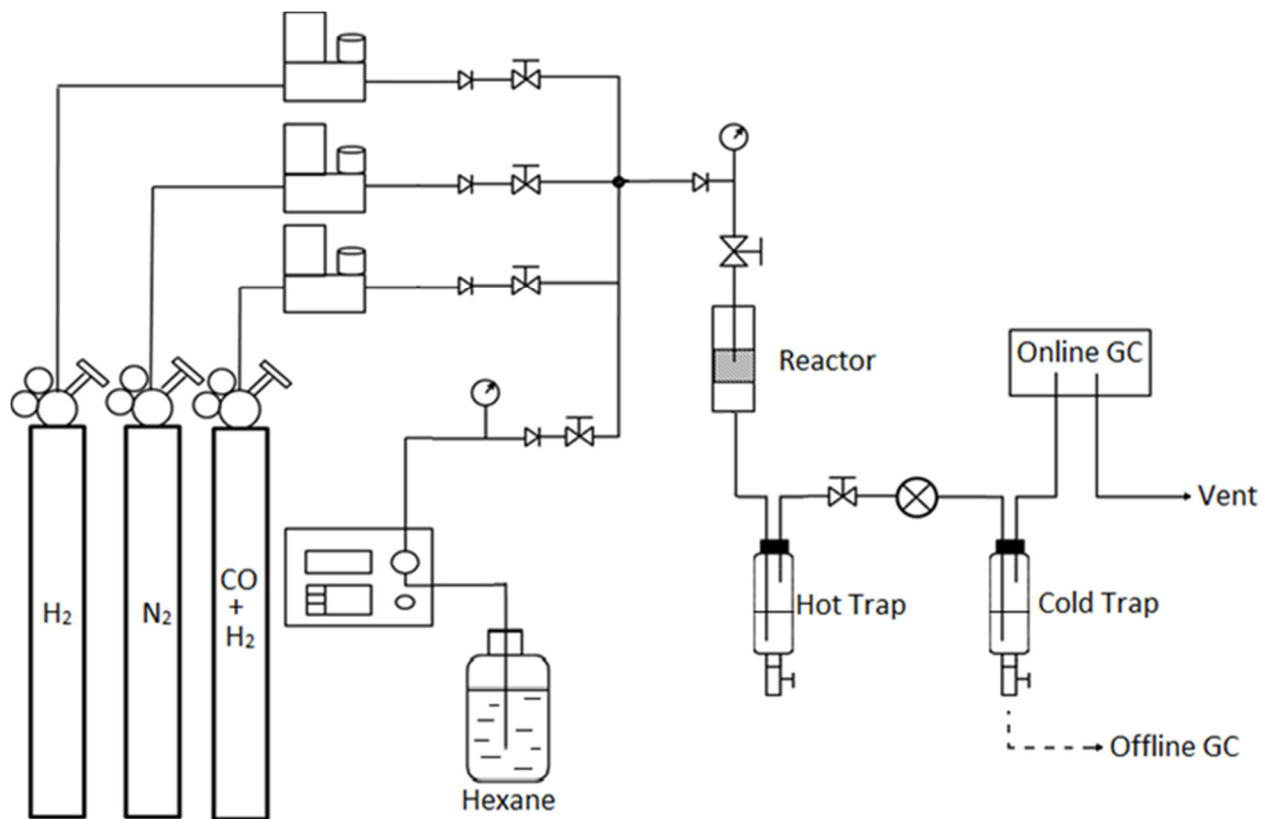 H₂
N₂
CO
+
H₂
Hexane
Reactor
Hot Trap
Cold Trap
Online GC
Vent
Offline GC